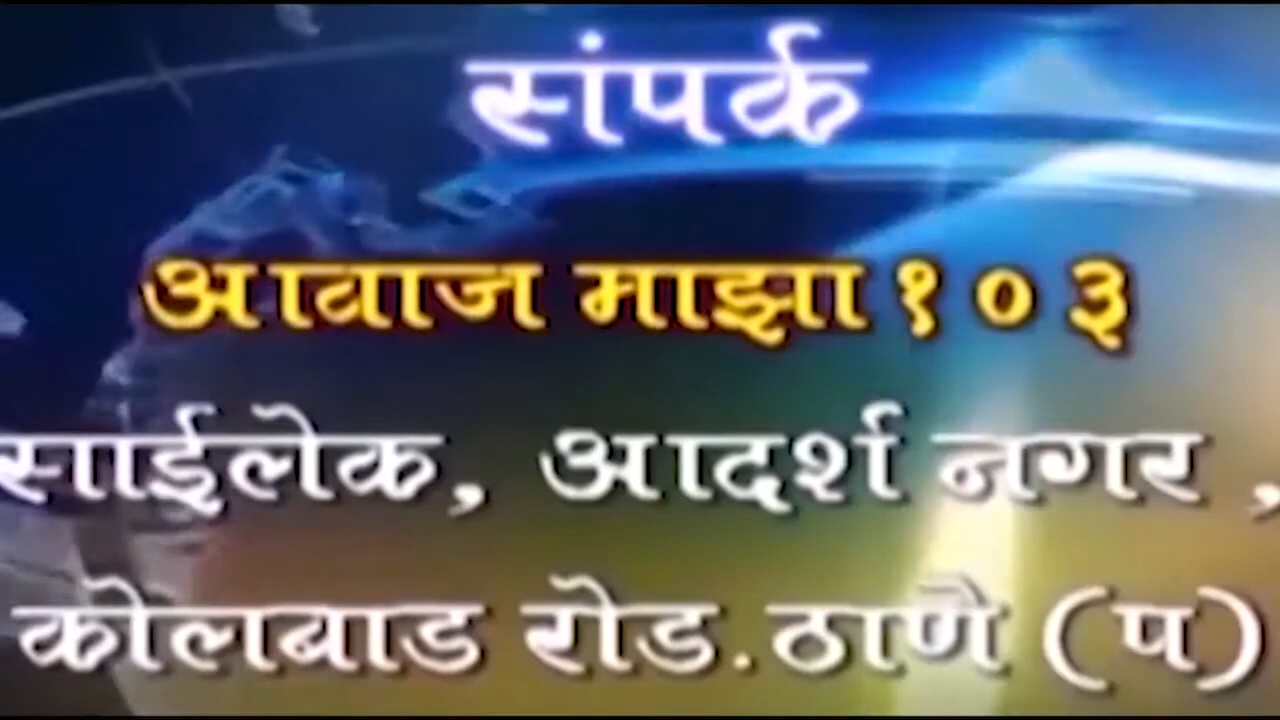 संपर्क
आवाज माझा १०३
साईलेक, आदर्श नगर ,
कोलबाड रोड.ठाणे (प)